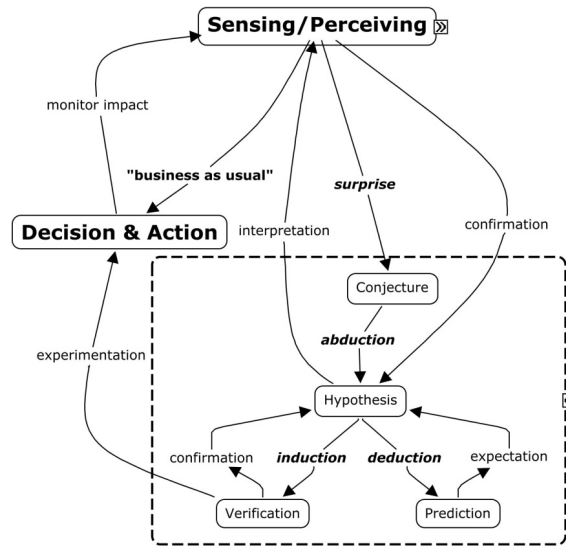 Sensing/Perceiving
monitor impact
"business as usual"
surprise
Decision & Action
interpretation
confirmation
Conjecture
abduction
experimentation
Hypothesis
confirmation
induction
deduction
expectation
Verification
Prediction